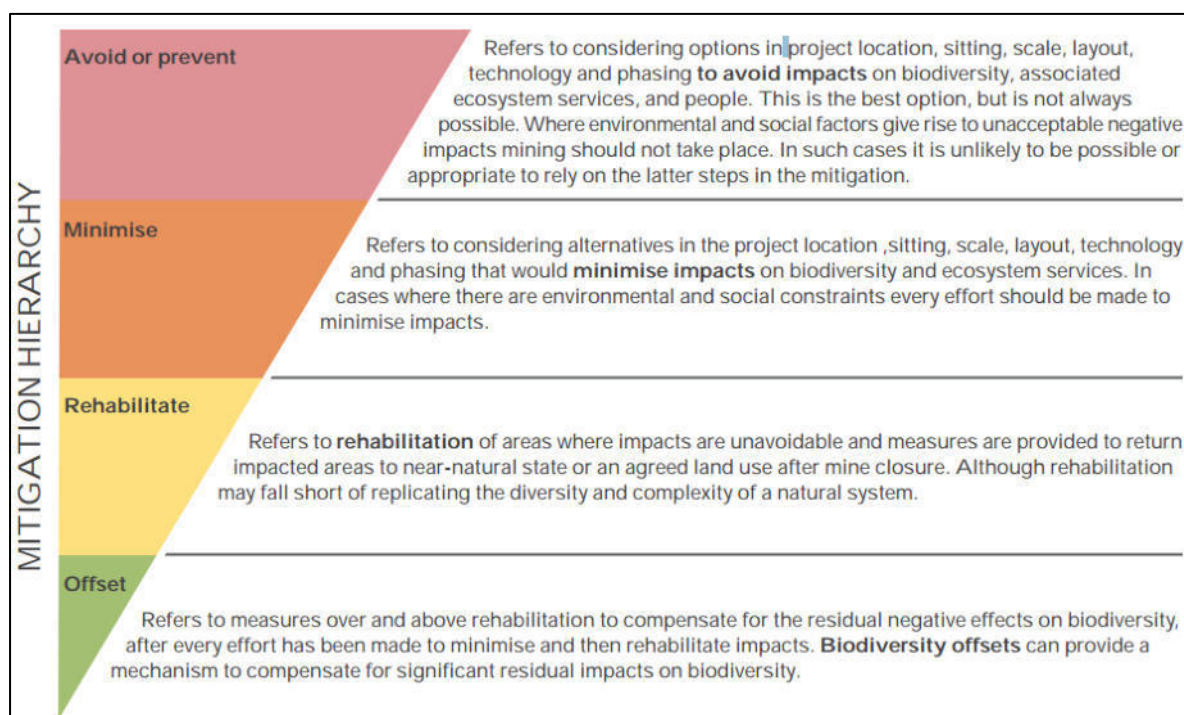 MITIGATION HIERARCHY
Avoid or prevent
Refers to considering options in project location, sitting, scale, layout,
technology and phasing to avoid impacts on biodiversity, associated
ecosystem services, and people. This is the best option, but is not always
possible. Where environmental and social factors give rise to unacceptable negative
impacts mining should not take place. In such cases it is unlikely to be possible or
appropriate to rely on the latter steps in the mitigation.
Minimise
Refers to considering alternatives in the project location ,sitting, scale, layout, technology
and phasing that would minimise impacts on biodiversity and ecosystem services. In
cases where there are environmental and social constraints every effort should be made to
minimise impacts.
Rehabilitate
Refers to rehabilitation of areas where impacts are unavoidable and measures are provided to return
impacted areas to near-natural state or an agreed land use after mine closure. Although rehabilitation
may fall short of replicating the diversity and complexity of a natural system.
Offset
Refers to measures over and above rehabilitation to compensate for the residual negative effects on biodiversity,
after every effort has been made to minimise and then rehabilitate impacts. Biodiversity offsets can provide a
mechanism to compensate for significant residual impacts on biodiversity.